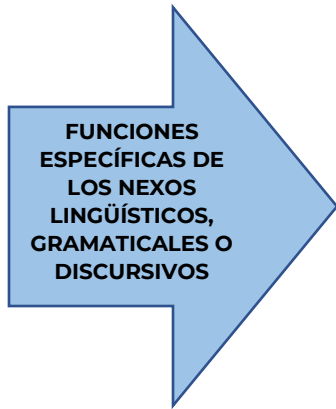 FUNCIONES
ESPECÍFICAS DE
LOS NEXOS
LINGÜÍSTICOS,
GRAMATICALES O
DISCURSIVOS